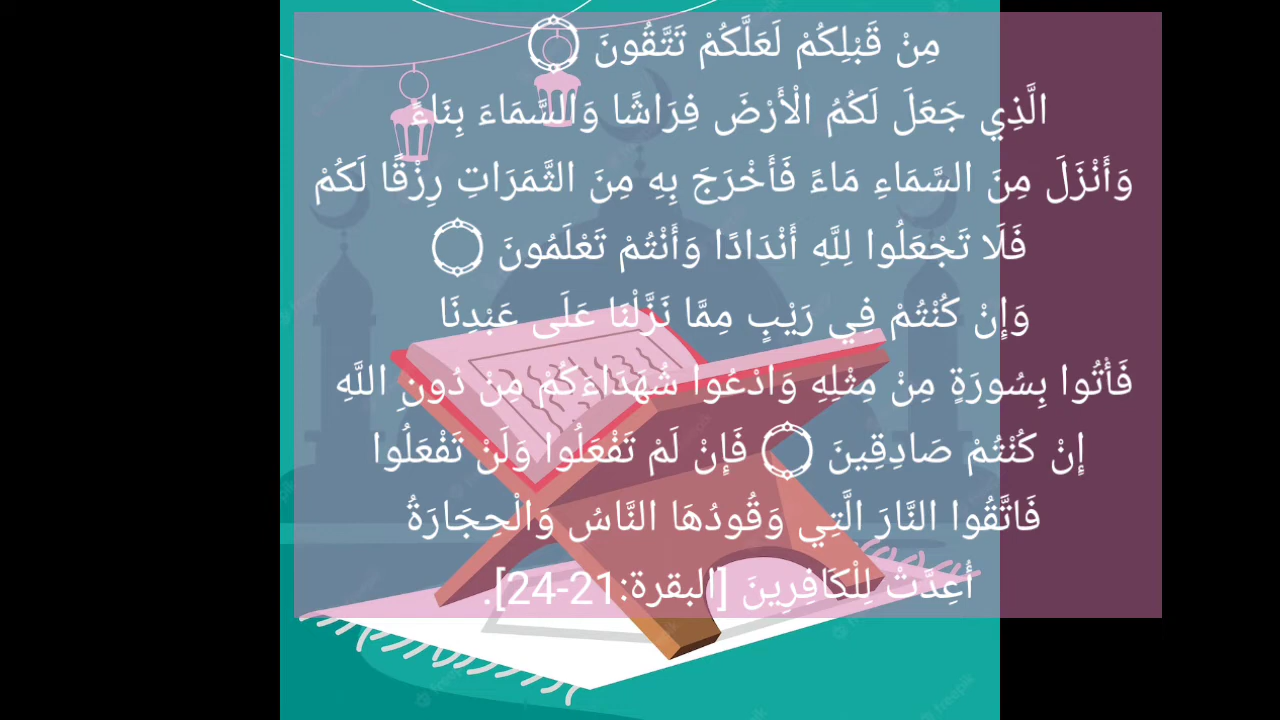 مِنْ قَبْلِكُمْ لَعَلَّكُمْ تَتَّقُونَ ۝
الَّذِي جَعَلَ لَكُمُ الْأَرْضَ فِرَاشًا وَالسَّمَاءَ بِنَاءً
وَأَنْزَلَ مِنَ السَّمَاءِ مَاءً فَأَخْرَجَ بِهِ مِنَ الثَّمَرَاتِ رِزْقًا لَكُمْ
فَلَا تَجْعَلُوا لِلَّهِ أَنْدَادًا وَأَنْتُمْ تَعْلَمُونَ ۝
وَإِنْ كُنْتُمْ فِي رَيْبٍ مِمَّا نَزَّلْنَا عَلَى عَبْدِنَا
فَأْتُوا بِسُورَةٍ مِنْ مِثْلِهِ وَادْعُوا شُهَدَاءَكُمْ مِنْ دُونِ اللَّهِ
إِنْ كُنْتُمْ صَادِقِينَ ۝ فَإِنْ لَمْ تَفْعَلُوا وَلَنْ تَفْعَلُوا
فَاتَّقُوا النَّارَ الَّتِي وَقُودُهَا النَّاسُ وَالْحِجَارَةُ
أُعِدَّتْ لِلْكَافِرِينَ [البقرة:21-24].
freepik